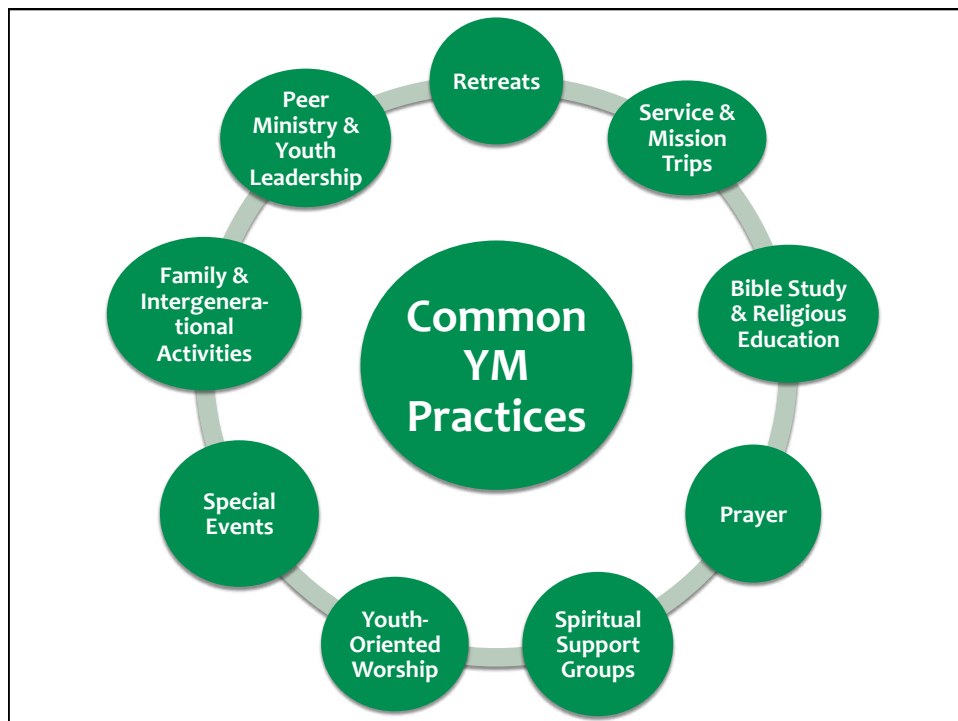 Retreats
Service &
Mission
Trips
Bible Study
& Religious
Education
Prayer
Spiritual
Support
Groups
Youth-
Oriented
Worship
Special
Events
Family &
Intergenera-
tional
Activities
Peer
Ministry &
Youth
Leadership
Common
YM
Practices